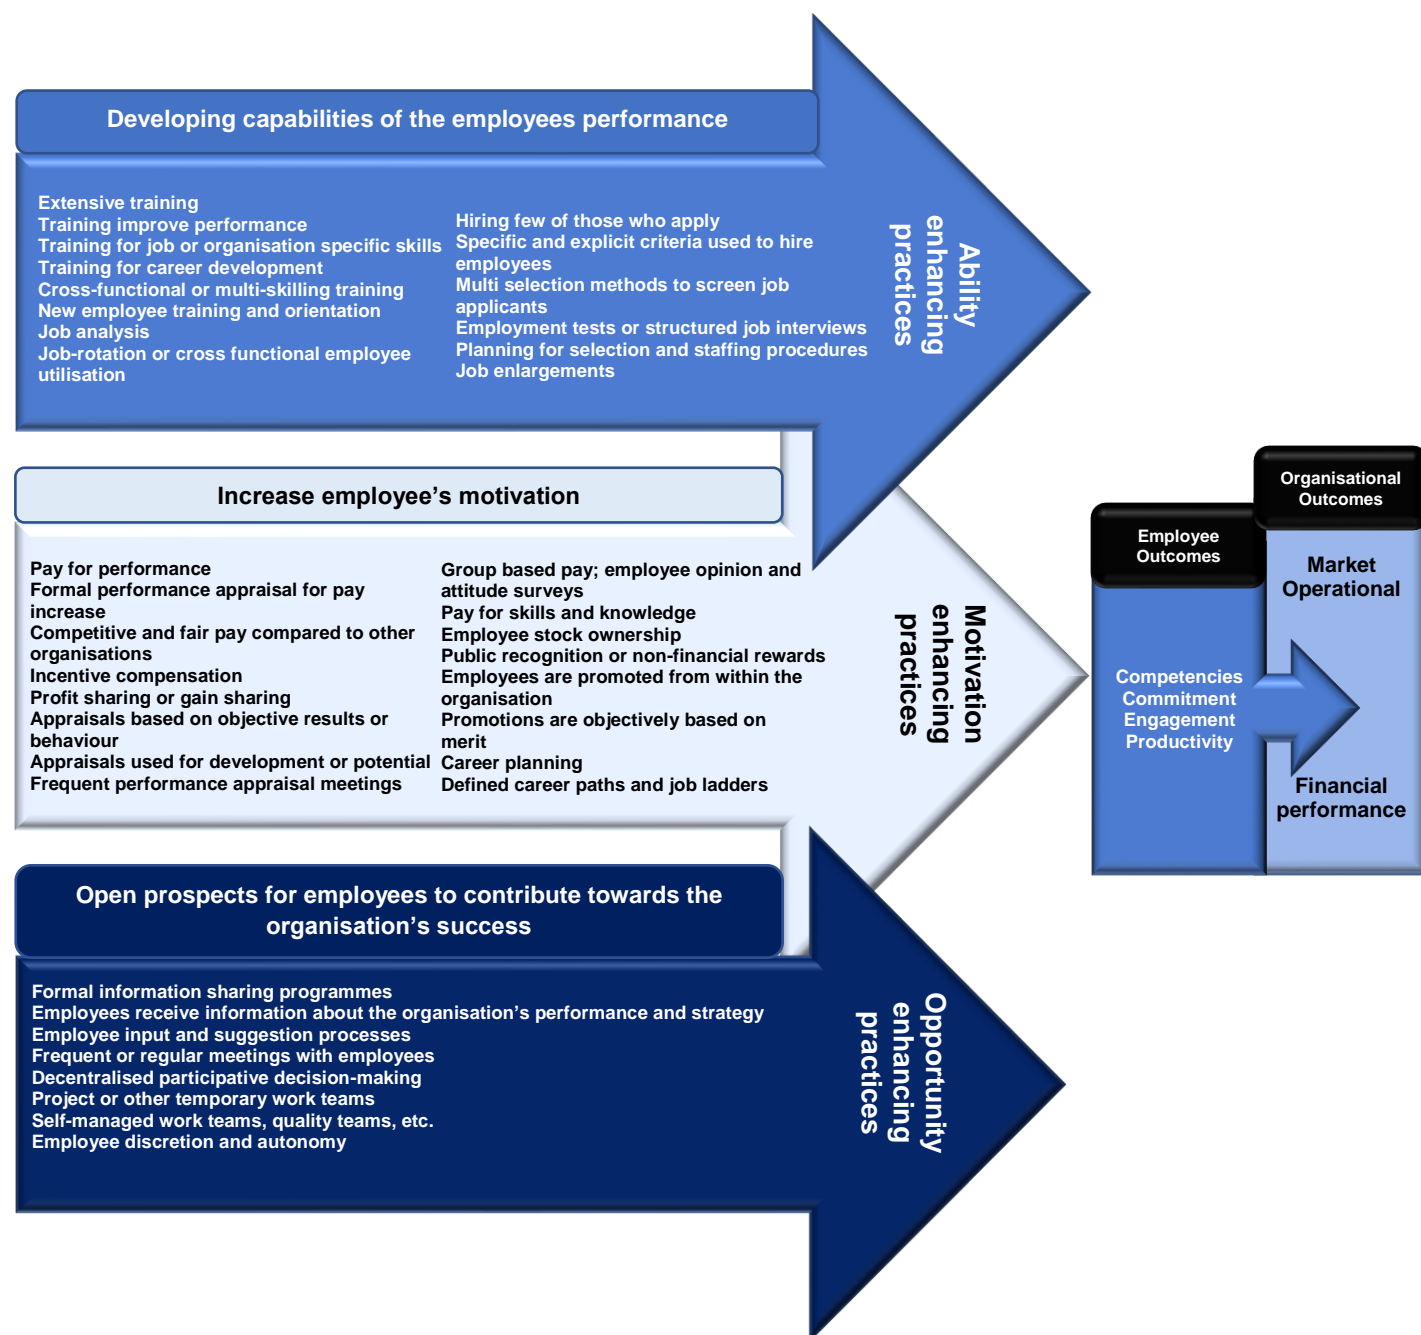 Developing capabilities of the employees performance
Extensive training
Training improve performance
Training for job or organisation specific skills
Training for career development
Cross-functional or multi-skilling training
New employee training and orientation
Job analysis
Job-rotation or cross functional employee
utilisation
Hiring few of those who apply
Specific and explicit criteria used to hire
employees
Multi selection methods to screen job
applicants
Employment tests or structured job interviews
Planning for selection and staffing procedures
Job enlargements
Ability
enhancing
practices
Increase employee’s motivation
Pay for performance
Formal performance appraisal for pay
increase
Competitive and fair pay compared to other
organisations
Incentive compensation
Profit sharing or gain sharing
Appraisals based on objective results or
behaviour
Appraisals used for development or potential
Frequent performance appraisal meetings
Group based pay; employee opinion and
attitude surveys
Pay for skills and knowledge
Employee stock ownership
Public recognition or non-financial rewards
Employees are promoted from within the
organisation
Promotions are objectively based on
merit
Career planning
Defined career paths and job ladders
Motivation
enhancing
practices
Open prospects for employees to contribute towards the
organisation’s success
Formal information sharing programmes
Employees receive information about the organisation’s performance and strategy
Employee input and suggestion processes
Frequent or regular meetings with employees
Decentralised participative decision-making
Project or other temporary work teams
Self-managed work teams, quality teams, etc.
Employee discretion and autonomy
Opportunity
enhancing
practices
Employee
Outcomes
Competencies
Commitment
Engagement
Productivity
Organisational
Outcomes
Market
Operational
Financial
performance